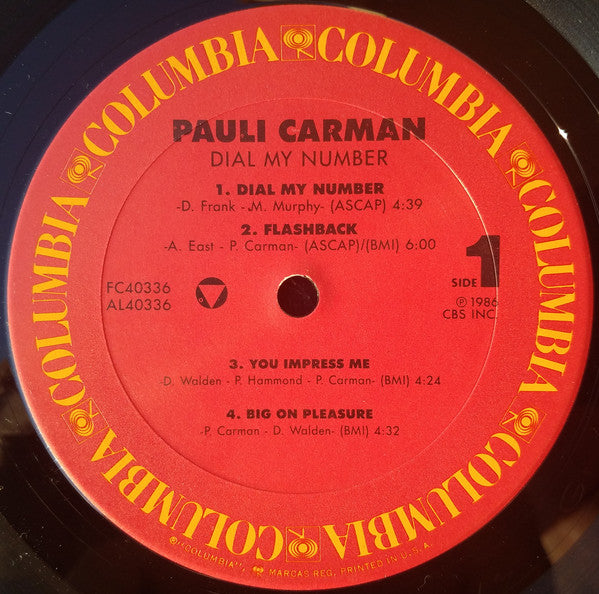 COLUMBIA COLUMBIA COLUMBIA COLUMBIA COLUMBIA COLUMBIA
PAULI CARMAN
DIAL MY NUMBER
1. DIAL MY NUMBER
-D. Frank - M. Murphy- (ASCAP) 4:39
2. FLASHBACK
-A. East - P. Carman- (ASCAP)/(BMI) 6:00
FC40336
AL40336
SIDE 1
℗ 1986
CBS INC.
3. YOU IMPRESS ME
-D. Walden - P. Hammond - P. Carman- (BMI) 4:24
4. BIG ON PLEASURE
-P. Carman - D. Walden- (BMI) 4:32
®"COLUMBIA", MARCAS REG. PRINTED IN U.S.A.